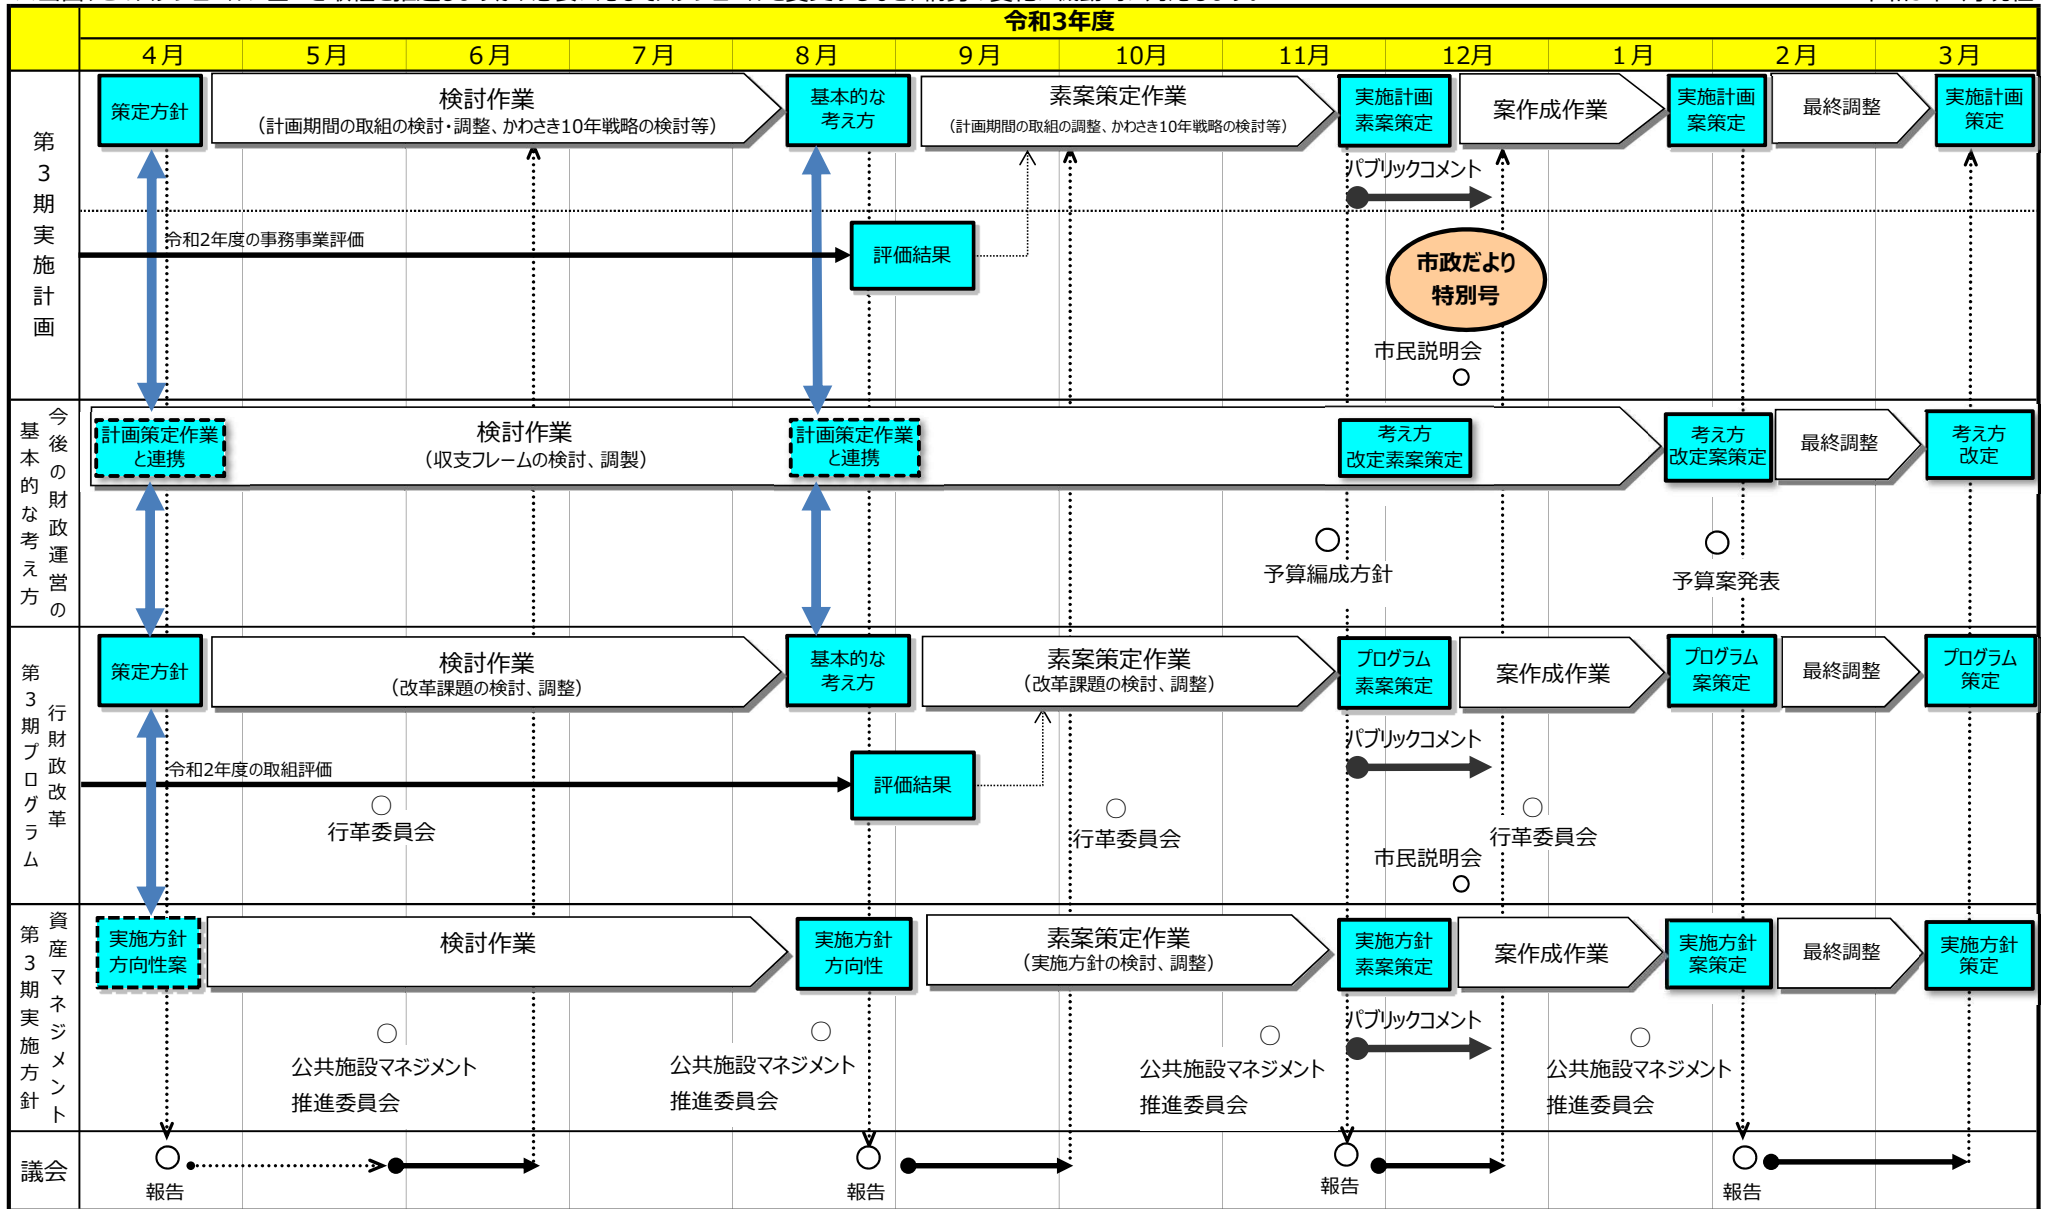 令和3年度
4月 5月 6月 7月 8月 9月 10月 11月 12月 1月 2月 3月
第3期実施計画
策定方針
検討作業
（計画期間の取組の検討・調整、かわさき10年戦略の検討等）
基本的な
考え方
素案策定作業
（計画期間の取組の調整、かわさき10年戦略の検討等）
実施計画
素案策定
案作成作業
実施計画
案策定
最終調整
実施計画
策定
パブリックコメント
令和2年度の事務事業評価
評価結果
市政だより
特別号
市民説明会
今後の財政運営の
基本的な考え方
計画策定作業
と連携
検討作業
（収支フレームの検討、調製）
計画策定作業
と連携
考え方
改定素案策定
考え方
改定案策定
最終調整
考え方
改定
予算編成方針
予算案発表
行財政改革
第3期プログラム
策定方針
検討作業
（改革課題の検討、調整）
基本的な
考え方
素案策定作業
（改革課題の検討、調整）
プログラム
素案策定
案作成作業
プログラム
案策定
最終調整
プログラム
策定
パブリックコメント
令和2年度の取組評価
評価結果
行革委員会
行革委員会
行革委員会
市民説明会
資産マネジメント
第3期実施方針
実施方針
方向性案
検討作業
実施方針
方向性
素案策定作業
（実施方針の検討、調整）
実施方針
素案策定
案作成作業
実施方針
案策定
最終調整
実施方針
策定
パブリックコメント
公共施設マネジメント
推進委員会
公共施設マネジメント
推進委員会
公共施設マネジメント
推進委員会
公共施設マネジメント
推進委員会
議会
報告
報告
報告
報告